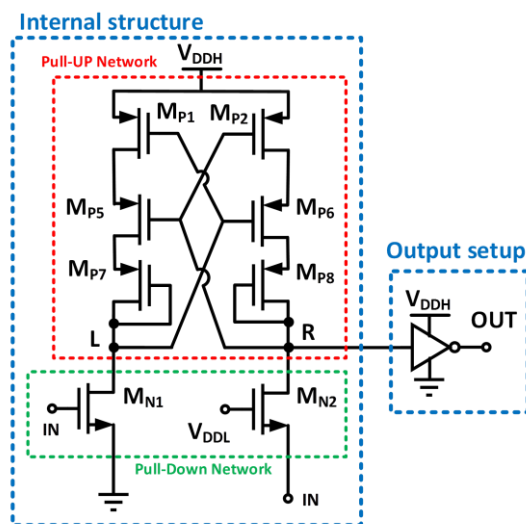 Internal structure
Pull-UP Network
VDDH
MP1
MP2
MP5
MP6
MP7
MP8
L
R
MN1
MN2
IN
VDDL
IN
Pull-Down Network
Output setup
VDDH
OUT